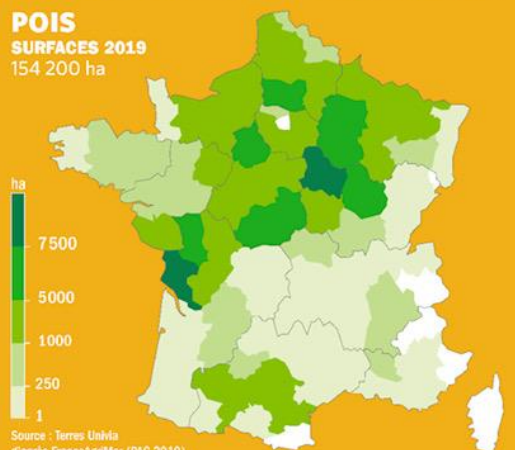 POIS
SURFACES 2019
154 200 ha
ha
7500
5000
1000
250
1
Source : Terres Univia